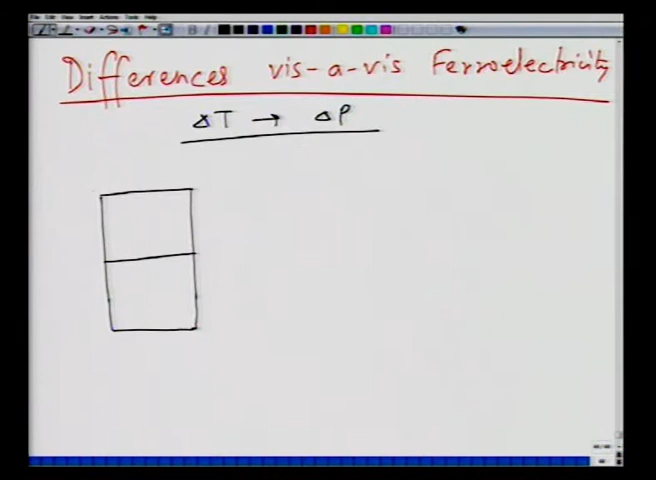 Differences vis-a-vis Ferroelectricity
ΔT → ΔP